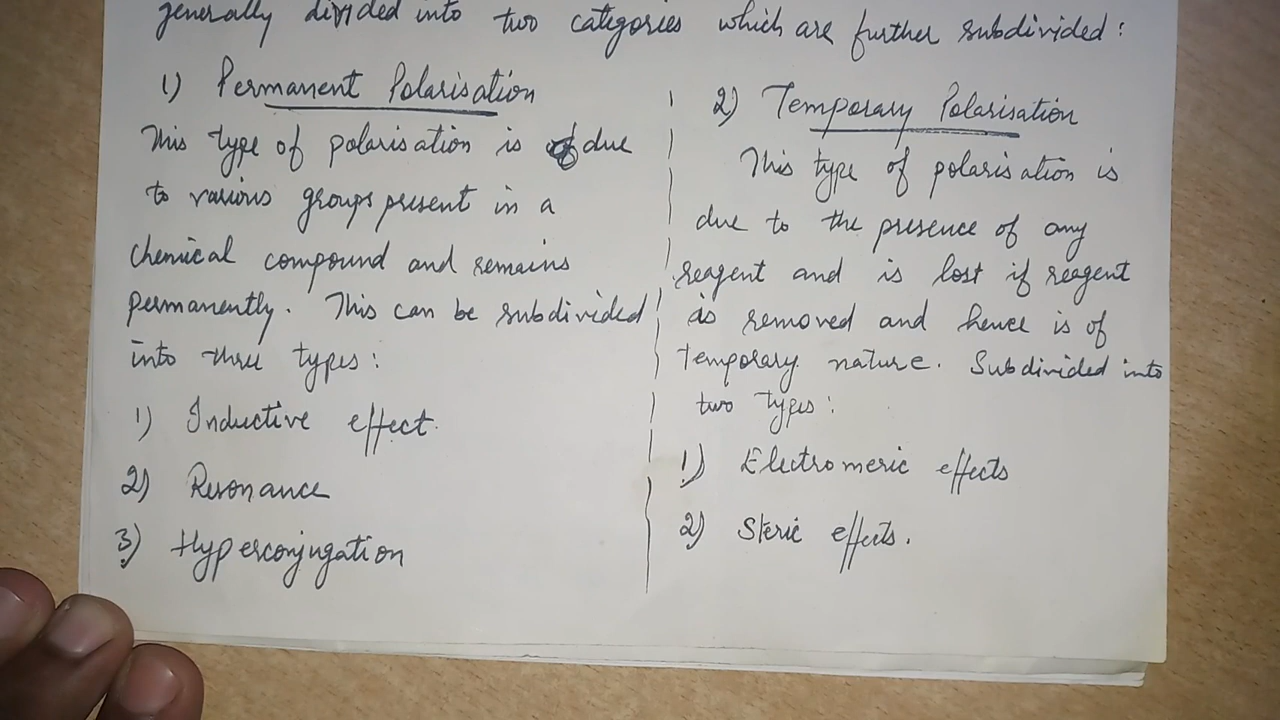 generally divided into two categories which are further subdivided :
1) Permanent Polarisation
This type of polarisation is due
to various groups present in a
chemical compound and remains
permanently. This can be subdivided
into three types :
1) Inductive effect.
2) Resonance
3) Hyperconjugation
2) Temporary Polarisation
This type of polarisation is
due to the presence of any
reagent and is lost if reagent
is removed and hence is of
temporary nature. Subdivided into
two types :
1) Electromeric effects
2) Steric effects.